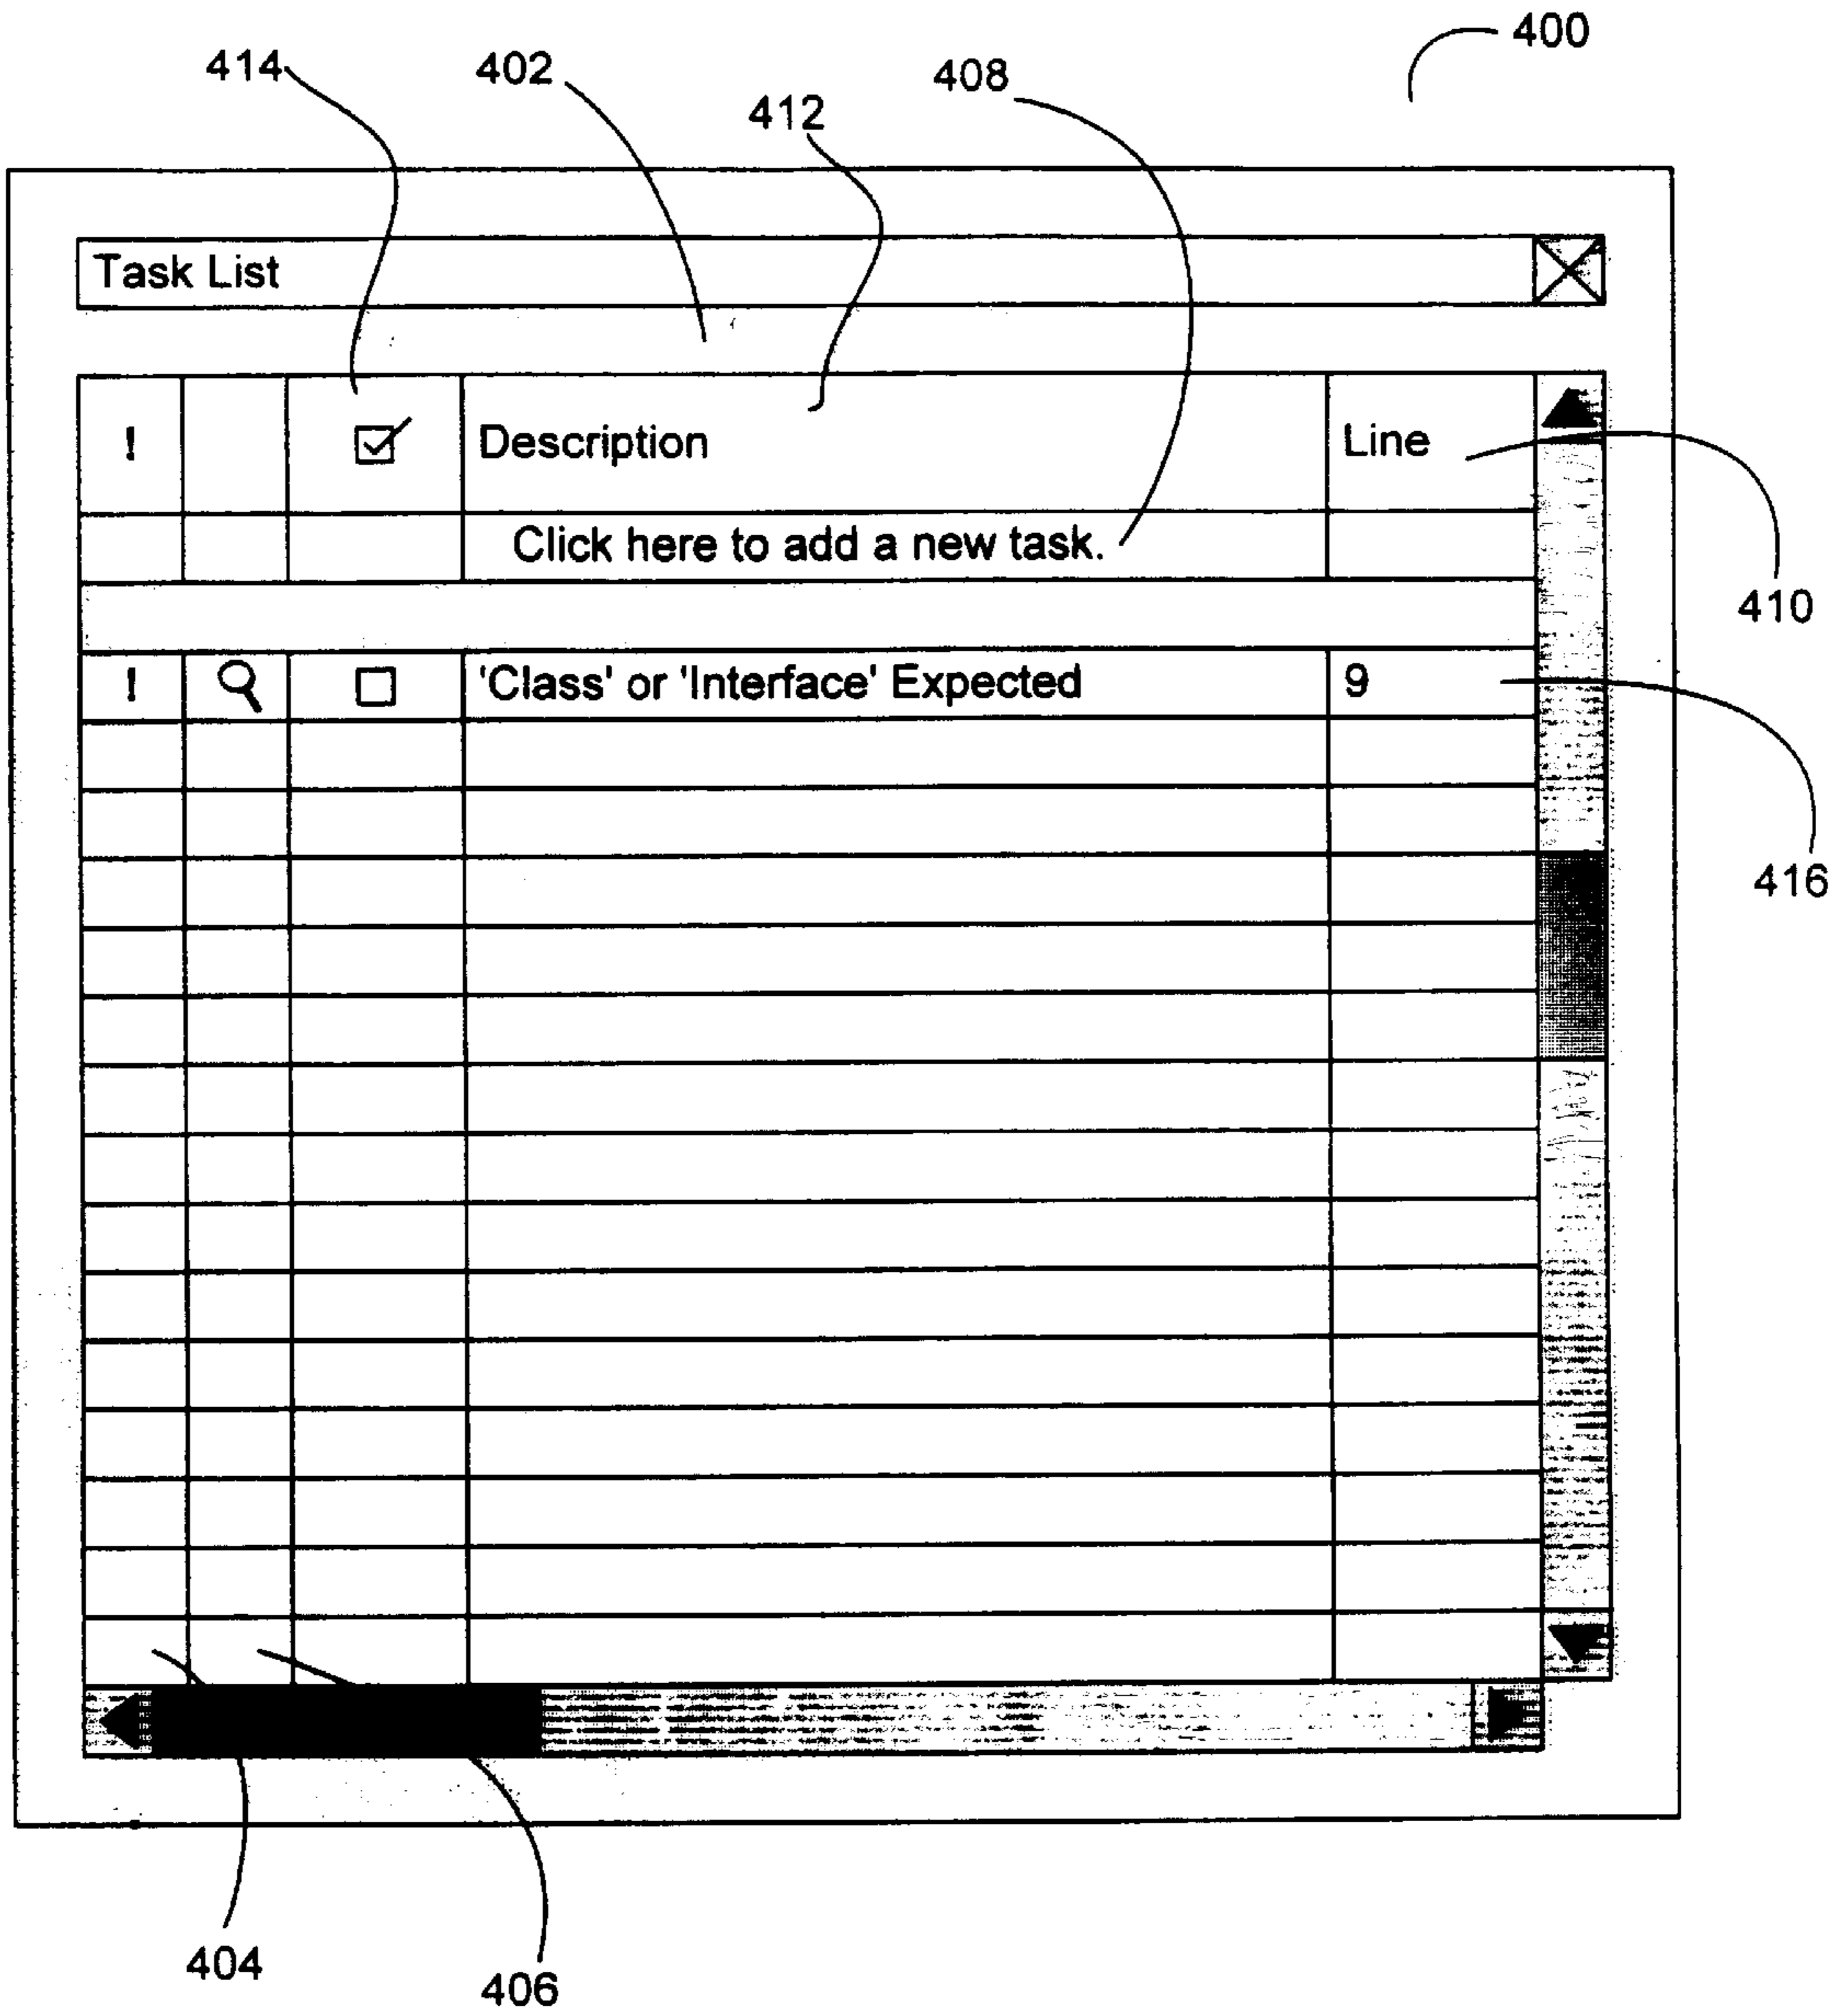 400
414
402
408
412
Task List
! Description Line
Click here to add a new task.
410
! 'Class' or 'Interface' Expected 9
416
404
406